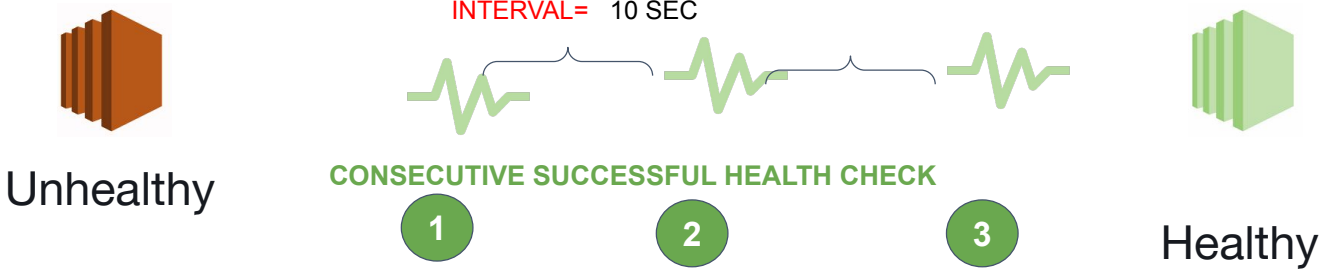 INTERVAL= 10 SEC
Unhealthy
CONSECUTIVE SUCCESSFUL HEALTH CHECK
1 2 3
Healthy